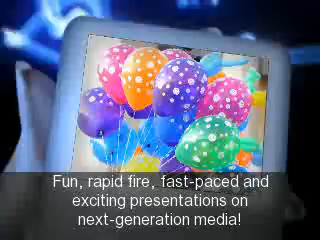 Fun, rapid fire, fast-paced and
exciting presentations on
next-generation media!